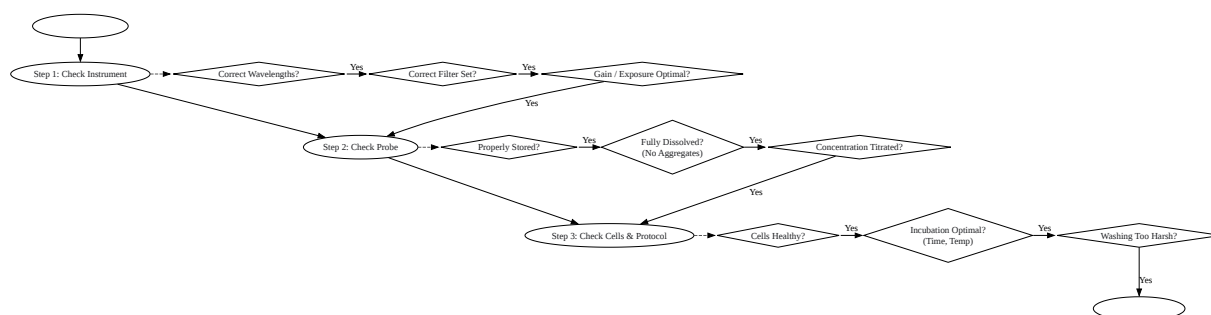 Step 1: Check Instrument
Correct Wavelengths?
Yes
Correct Filter Set?
Yes
Gain / Exposure Optimal?
Yes
Step 2: Check Probe
Properly Stored?
Yes
Fully Dissolved?
(No Aggregates)
Yes
Concentration Titrated?
Yes
Step 3: Check Cells & Protocol
Cells Healthy?
Yes
Incubation Optimal?
(Time, Temp)
Yes
Washing Too Harsh?
Yes